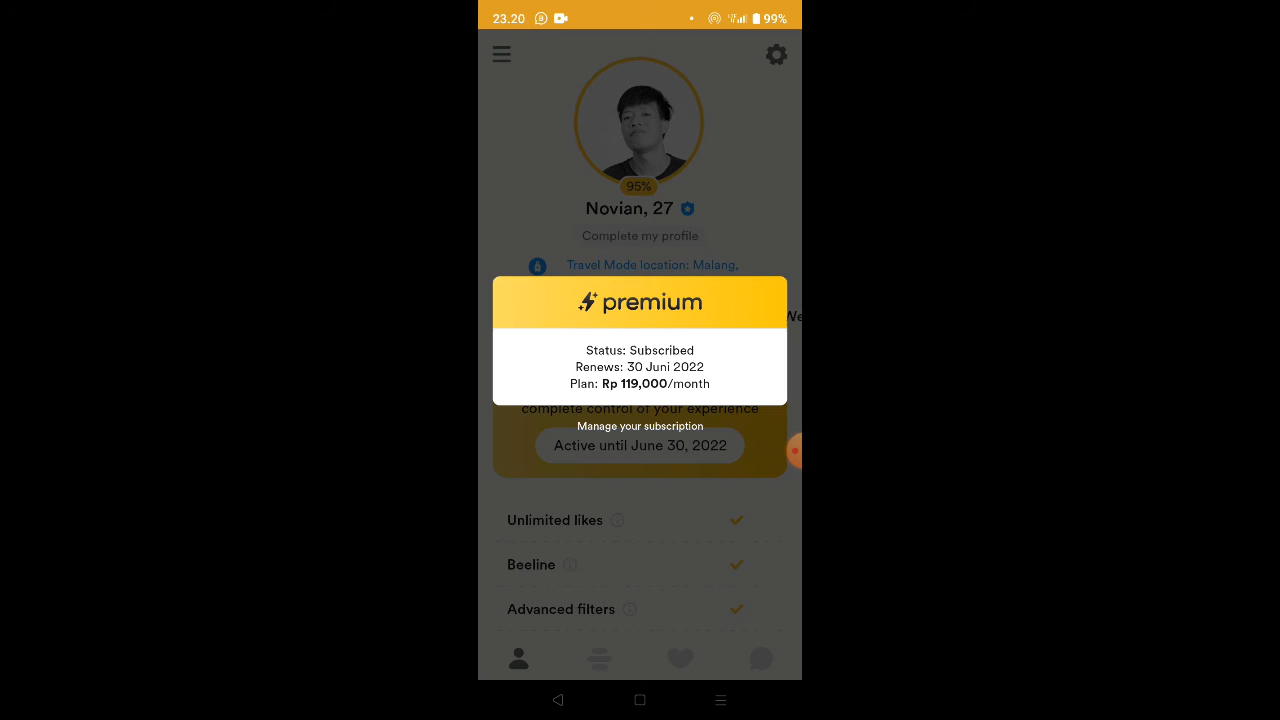 23.20
99%
95%
Novian, 27
Complete my profile
Travel Mode location: Malang,
We
premium
Status: Subscribed
Renews: 30 Juni 2022
Plan: Rp 119,000/month
complete control of your experience
Manage your subscription
Active until June 30, 2022
Unlimited likes
Beeline
Advanced filters